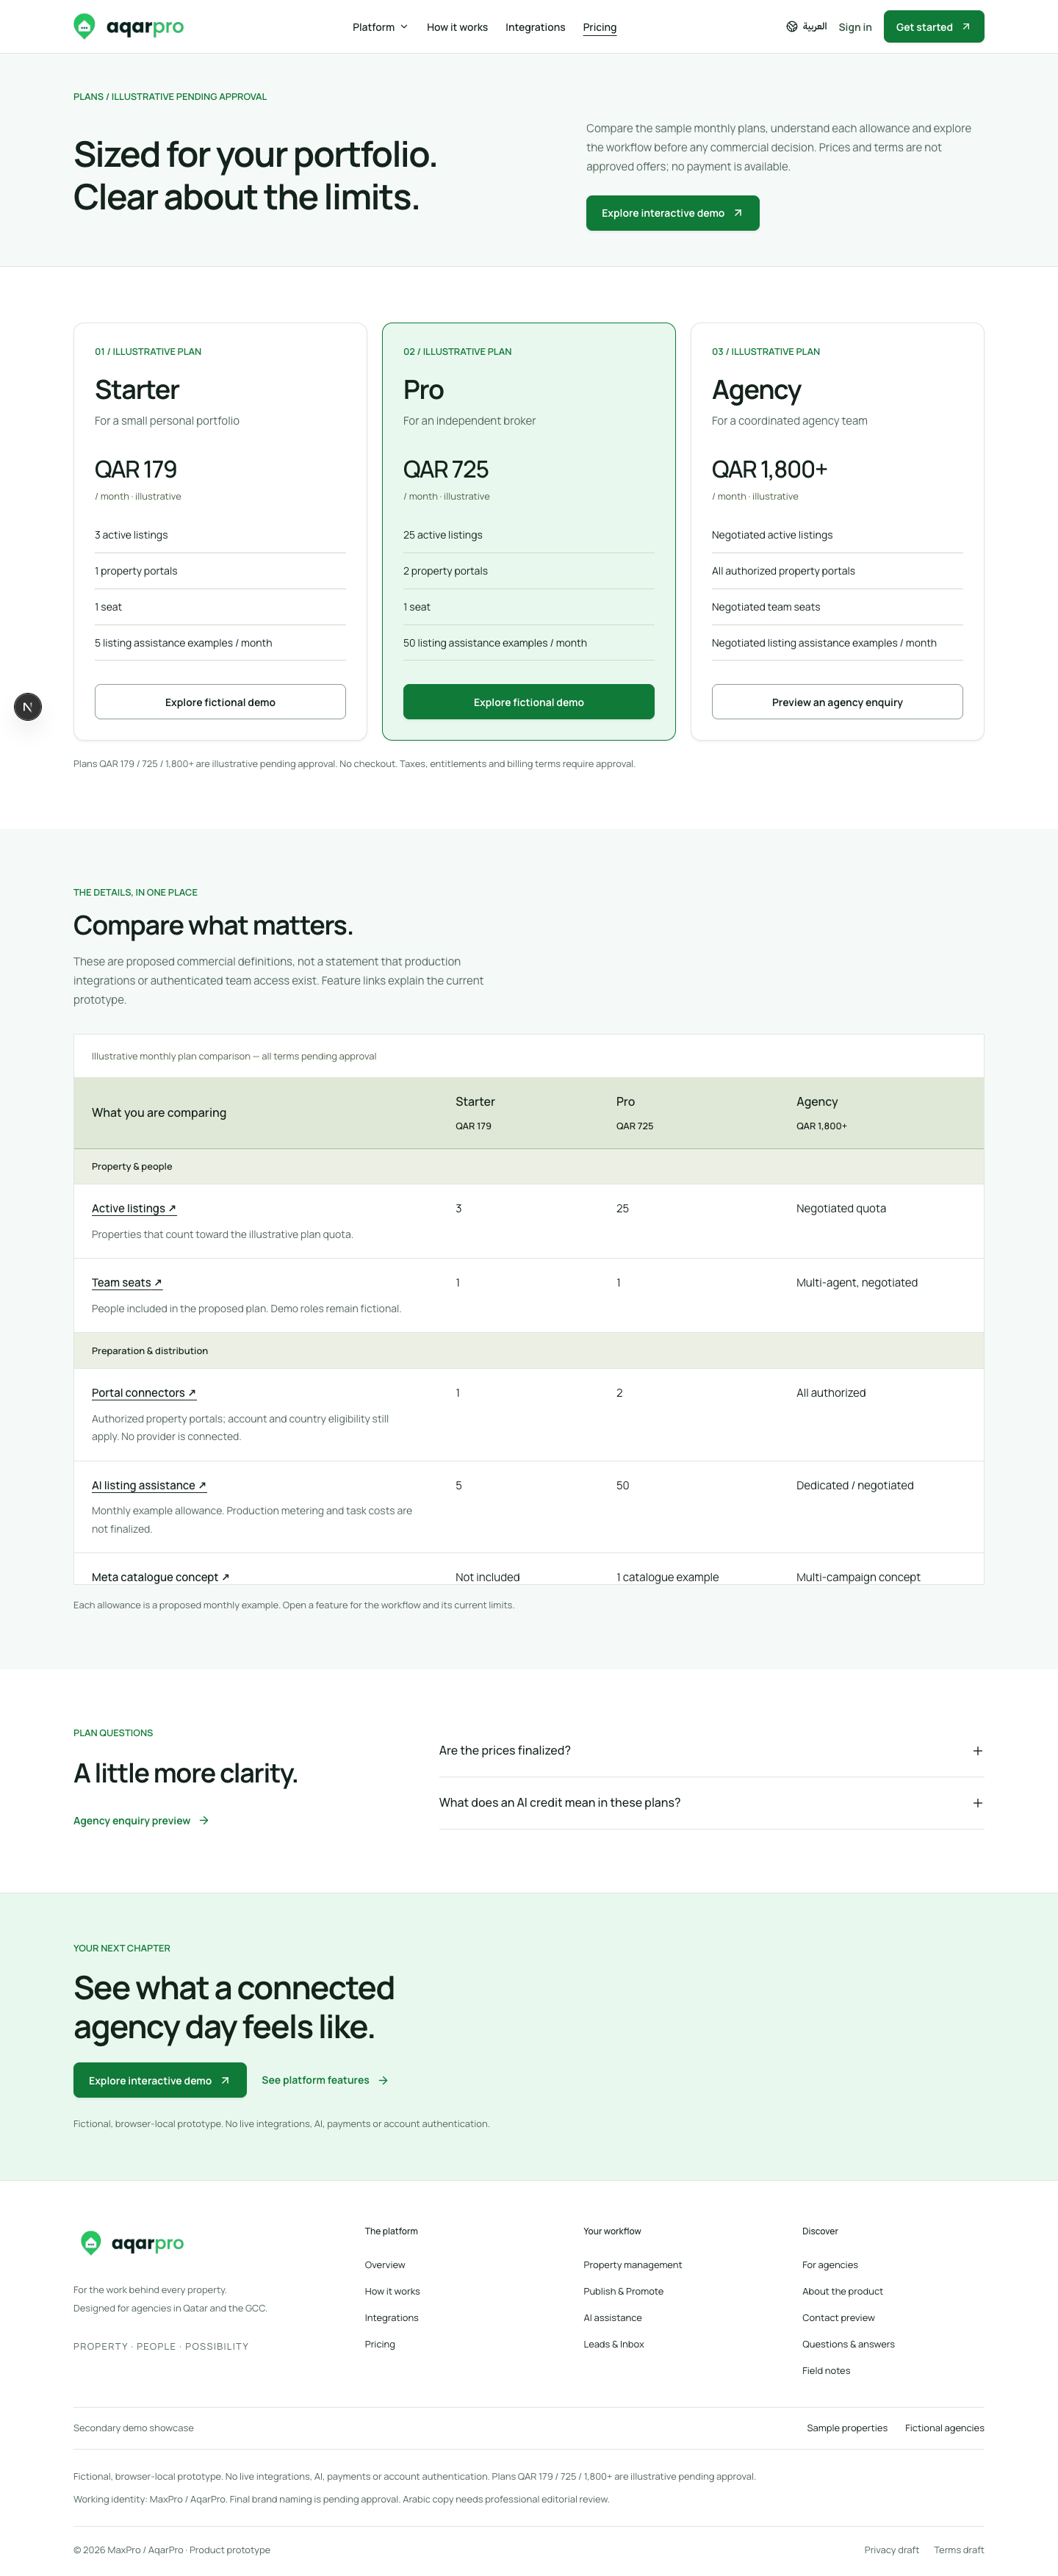 aqarpro
Platform
How it works
Integrations
Pricing
العربية
Sign in
Get started
PLANS / ILLUSTRATIVE PENDING APPROVAL
Sized for your portfolio.
Clear about the limits.
Compare the sample monthly plans, understand each allowance and explore
the workflow before any commercial decision. Prices and terms are not
approved offers; no payment is available.
Explore interactive demo
01 / ILLUSTRATIVE PLAN
Starter
For a small personal portfolio
QAR 179
/ month · illustrative
3 active listings
1 property portals
1 seat
5 listing assistance examples / month
Explore fictional demo
02 / ILLUSTRATIVE PLAN
Pro
For an independent broker
QAR 725
/ month · illustrative
25 active listings
2 property portals
1 seat
50 listing assistance examples / month
Explore fictional demo
03 / ILLUSTRATIVE PLAN
Agency
For a coordinated agency team
QAR 1,800+
/ month · illustrative
Negotiated active listings
All authorized property portals
Negotiated team seats
Negotiated listing assistance examples / month
Preview an agency enquiry
N
Plans QAR 179 / 725 / 1,800+ are illustrative pending approval. No checkout. Taxes, entitlements and billing terms require approval.
THE DETAILS, IN ONE PLACE
Compare what matters.
These are proposed commercial definitions, not a statement that production
integrations or authenticated team access exist. Feature links explain the current
prototype.
Illustrative monthly plan comparison — all terms pending approval
What you are comparing
Starter
QAR 179
Pro
QAR 725
Agency
QAR 1,800+
Property & people
Active listings ↗
Properties that count toward the illustrative plan quota.
3
25
Negotiated quota
Team seats ↗
People included in the proposed plan. Demo roles remain fictional.
1
1
Multi-agent, negotiated
Preparation & distribution
Portal connectors ↗
Authorized property portals; account and country eligibility still
apply. No provider is connected.
1
2
All authorized
AI listing assistance ↗
Monthly example allowance. Production metering and task costs are
not finalized.
5
50
Dedicated / negotiated
Meta catalogue concept ↗
Not included
1 catalogue example
Multi-campaign concept
Each allowance is a proposed monthly example. Open a feature for the workflow and its current limits.
PLAN QUESTIONS
A little more clarity.
Agency enquiry preview
Are the prices finalized?
What does an AI credit mean in these plans?
YOUR NEXT CHAPTER
See what a connected
agency day feels like.
Explore interactive demo
See platform features
Fictional, browser-local prototype. No live integrations, AI, payments or account authentication.
aqarpro
For the work behind every property.
Designed for agencies in Qatar and the GCC.
PROPERTY · PEOPLE · POSSIBILITY
The platform
Overview
How it works
Integrations
Pricing
Your workflow
Property management
Publish & Promote
AI assistance
Leads & Inbox
Discover
For agencies
About the product
Contact preview
Questions & answers
Field notes
Secondary demo showcase
Sample properties
Fictional agencies
Fictional, browser-local prototype. No live integrations, AI, payments or account authentication. Plans QAR 179 / 725 / 1,800+ are illustrative pending approval.
Working identity: MaxPro / AqarPro. Final brand naming is pending approval. Arabic copy needs professional editorial review.
© 2026 MaxPro / AqarPro · Product prototype
Privacy draft
Terms draft